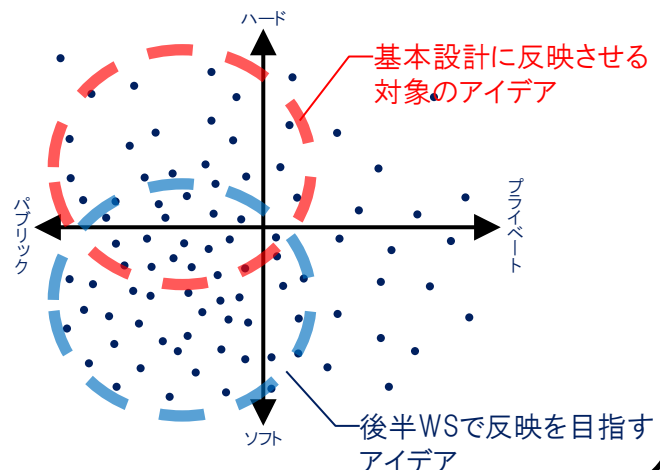 ハード
基本設計に反映させる
対象のアイデア
パブリック
プライベート
ソフト
後半WSで反映を目指す
アイデア